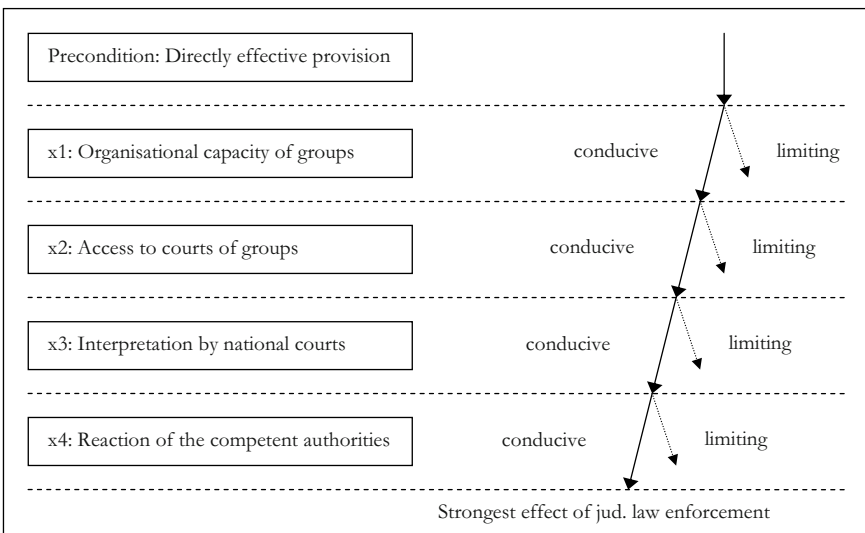 Precondition: Directly effective provision
x1: Organisational capacity of groups
conducive
limiting
x2: Access to courts of groups
conducive
limiting
x3: Interpretation by national courts
conducive
limiting
x4: Reaction of the competent authorities
conducive
limiting
Strongest effect of jud. law enforcement